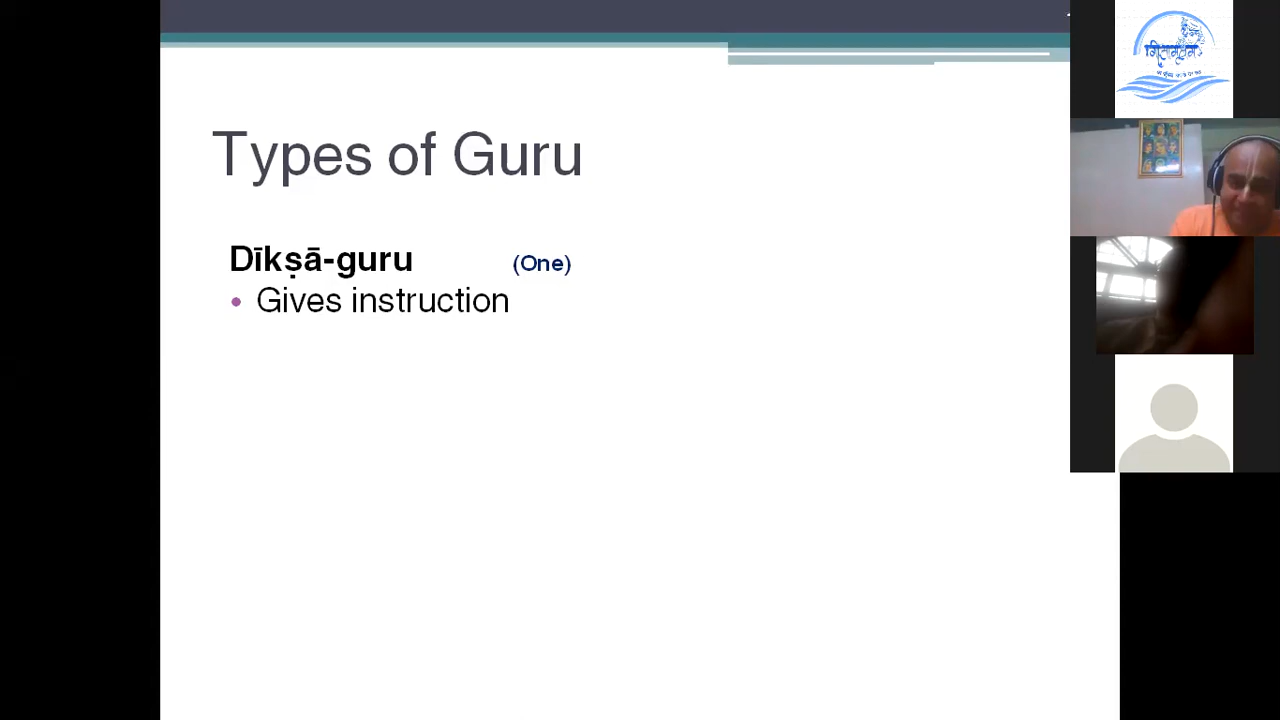 Types of Guru
Dīkṣā-guru (One)
• Gives instruction